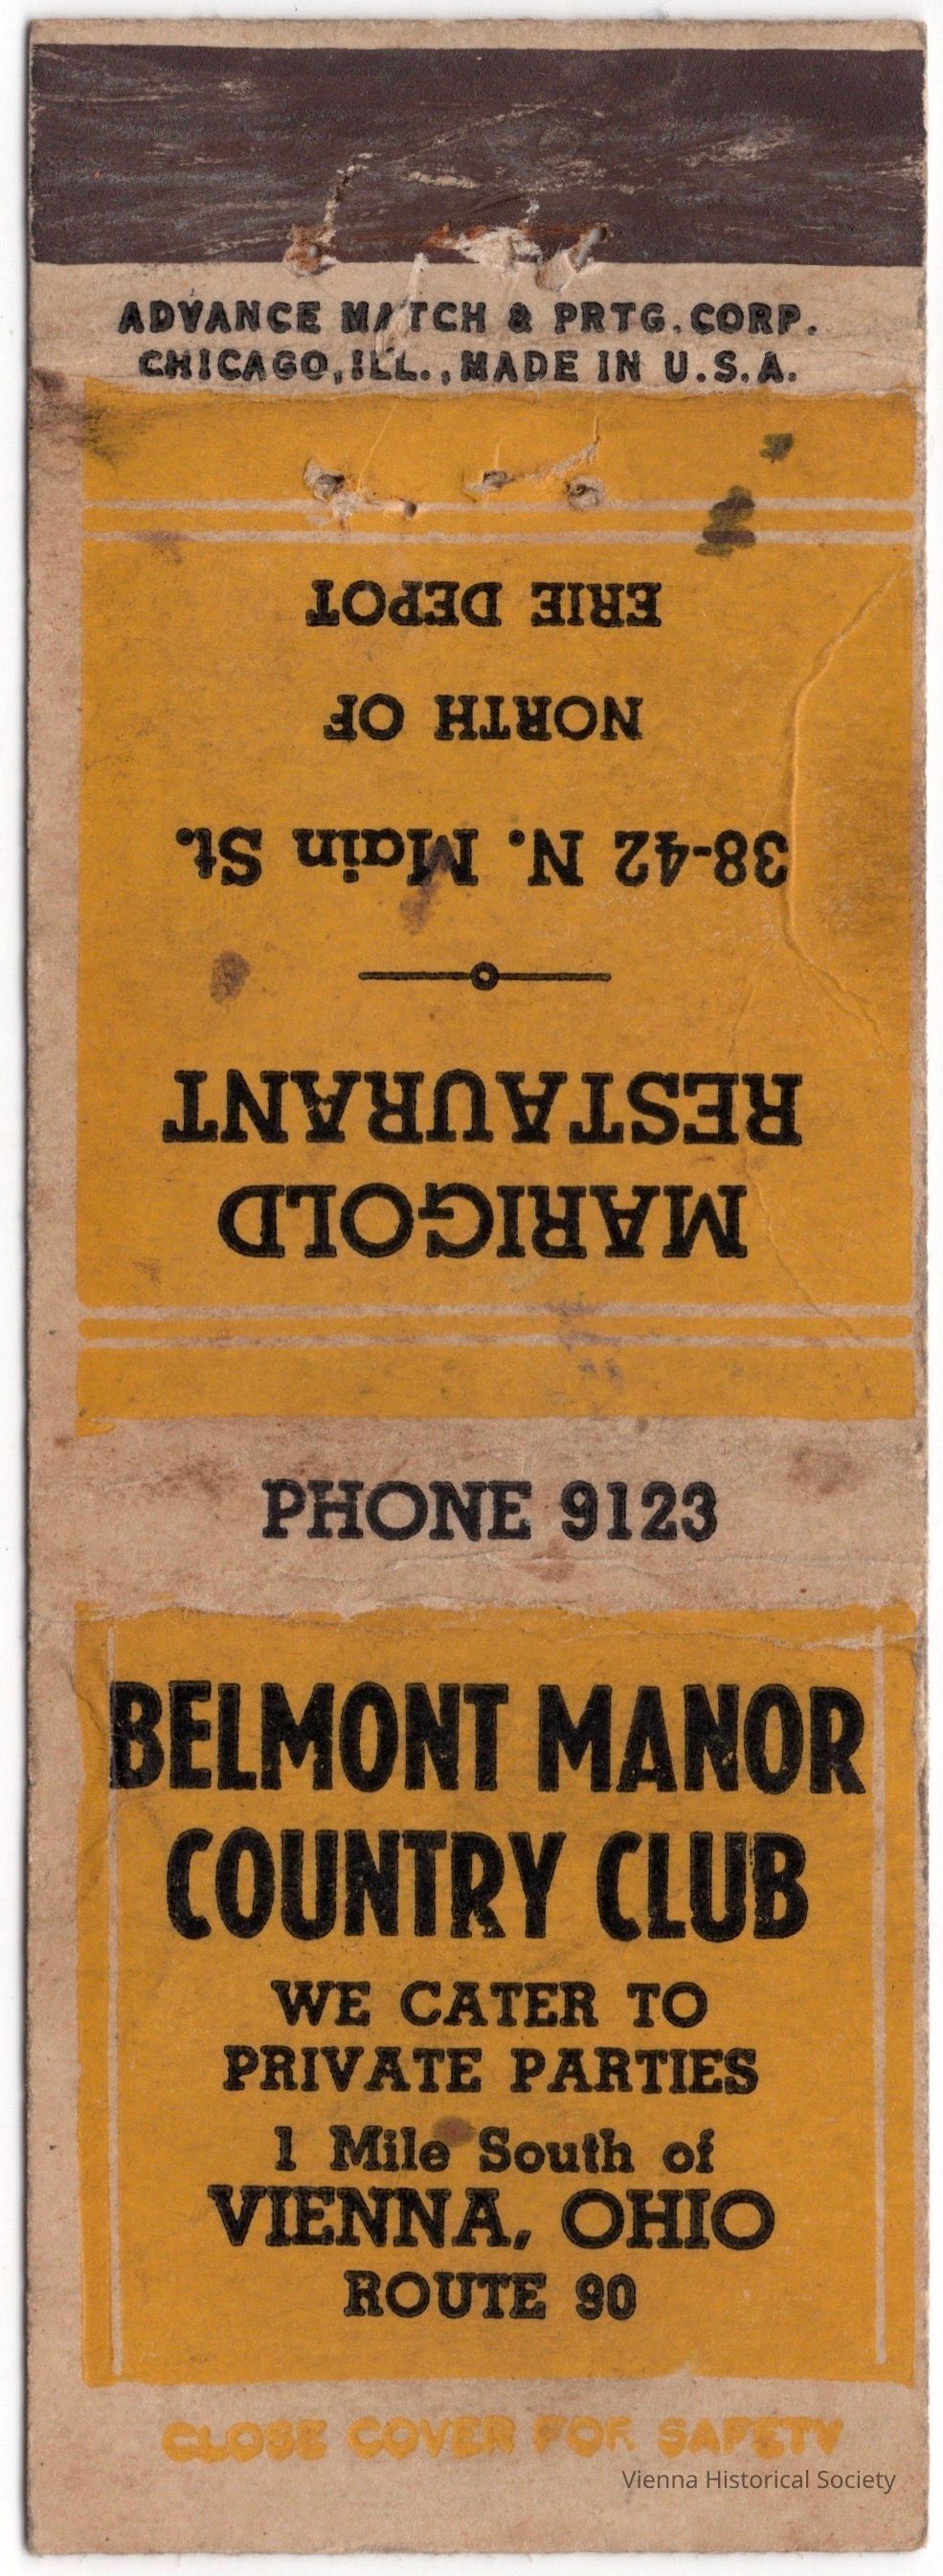 ADVANCE MATCH & PRTG. CORP.
CHICAGO, ILL., MADE IN U.S.A.
MARIGOLD
RESTAURANT
38-42 N. Main St.
NORTH OF
ERIE DEPOT
PHONE 9123
BELMONT MANOR
COUNTRY CLUB
WE CATER TO
PRIVATE PARTIES
1 Mile South of
VIENNA, OHIO
ROUTE 90
CLOSE COVER FOR SAFETY
Vienna Historical Society